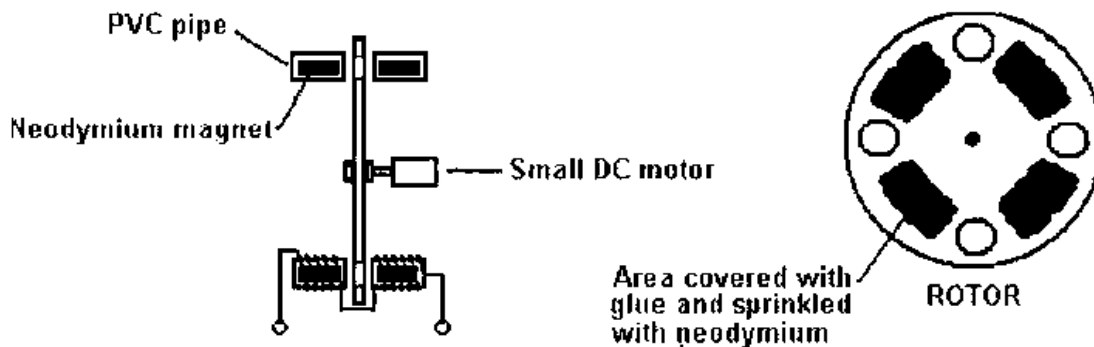 PVC pipe
Neodymium magnet
Small DC motor
Area covered with
glue and sprinkled
with neodymium
ROTOR